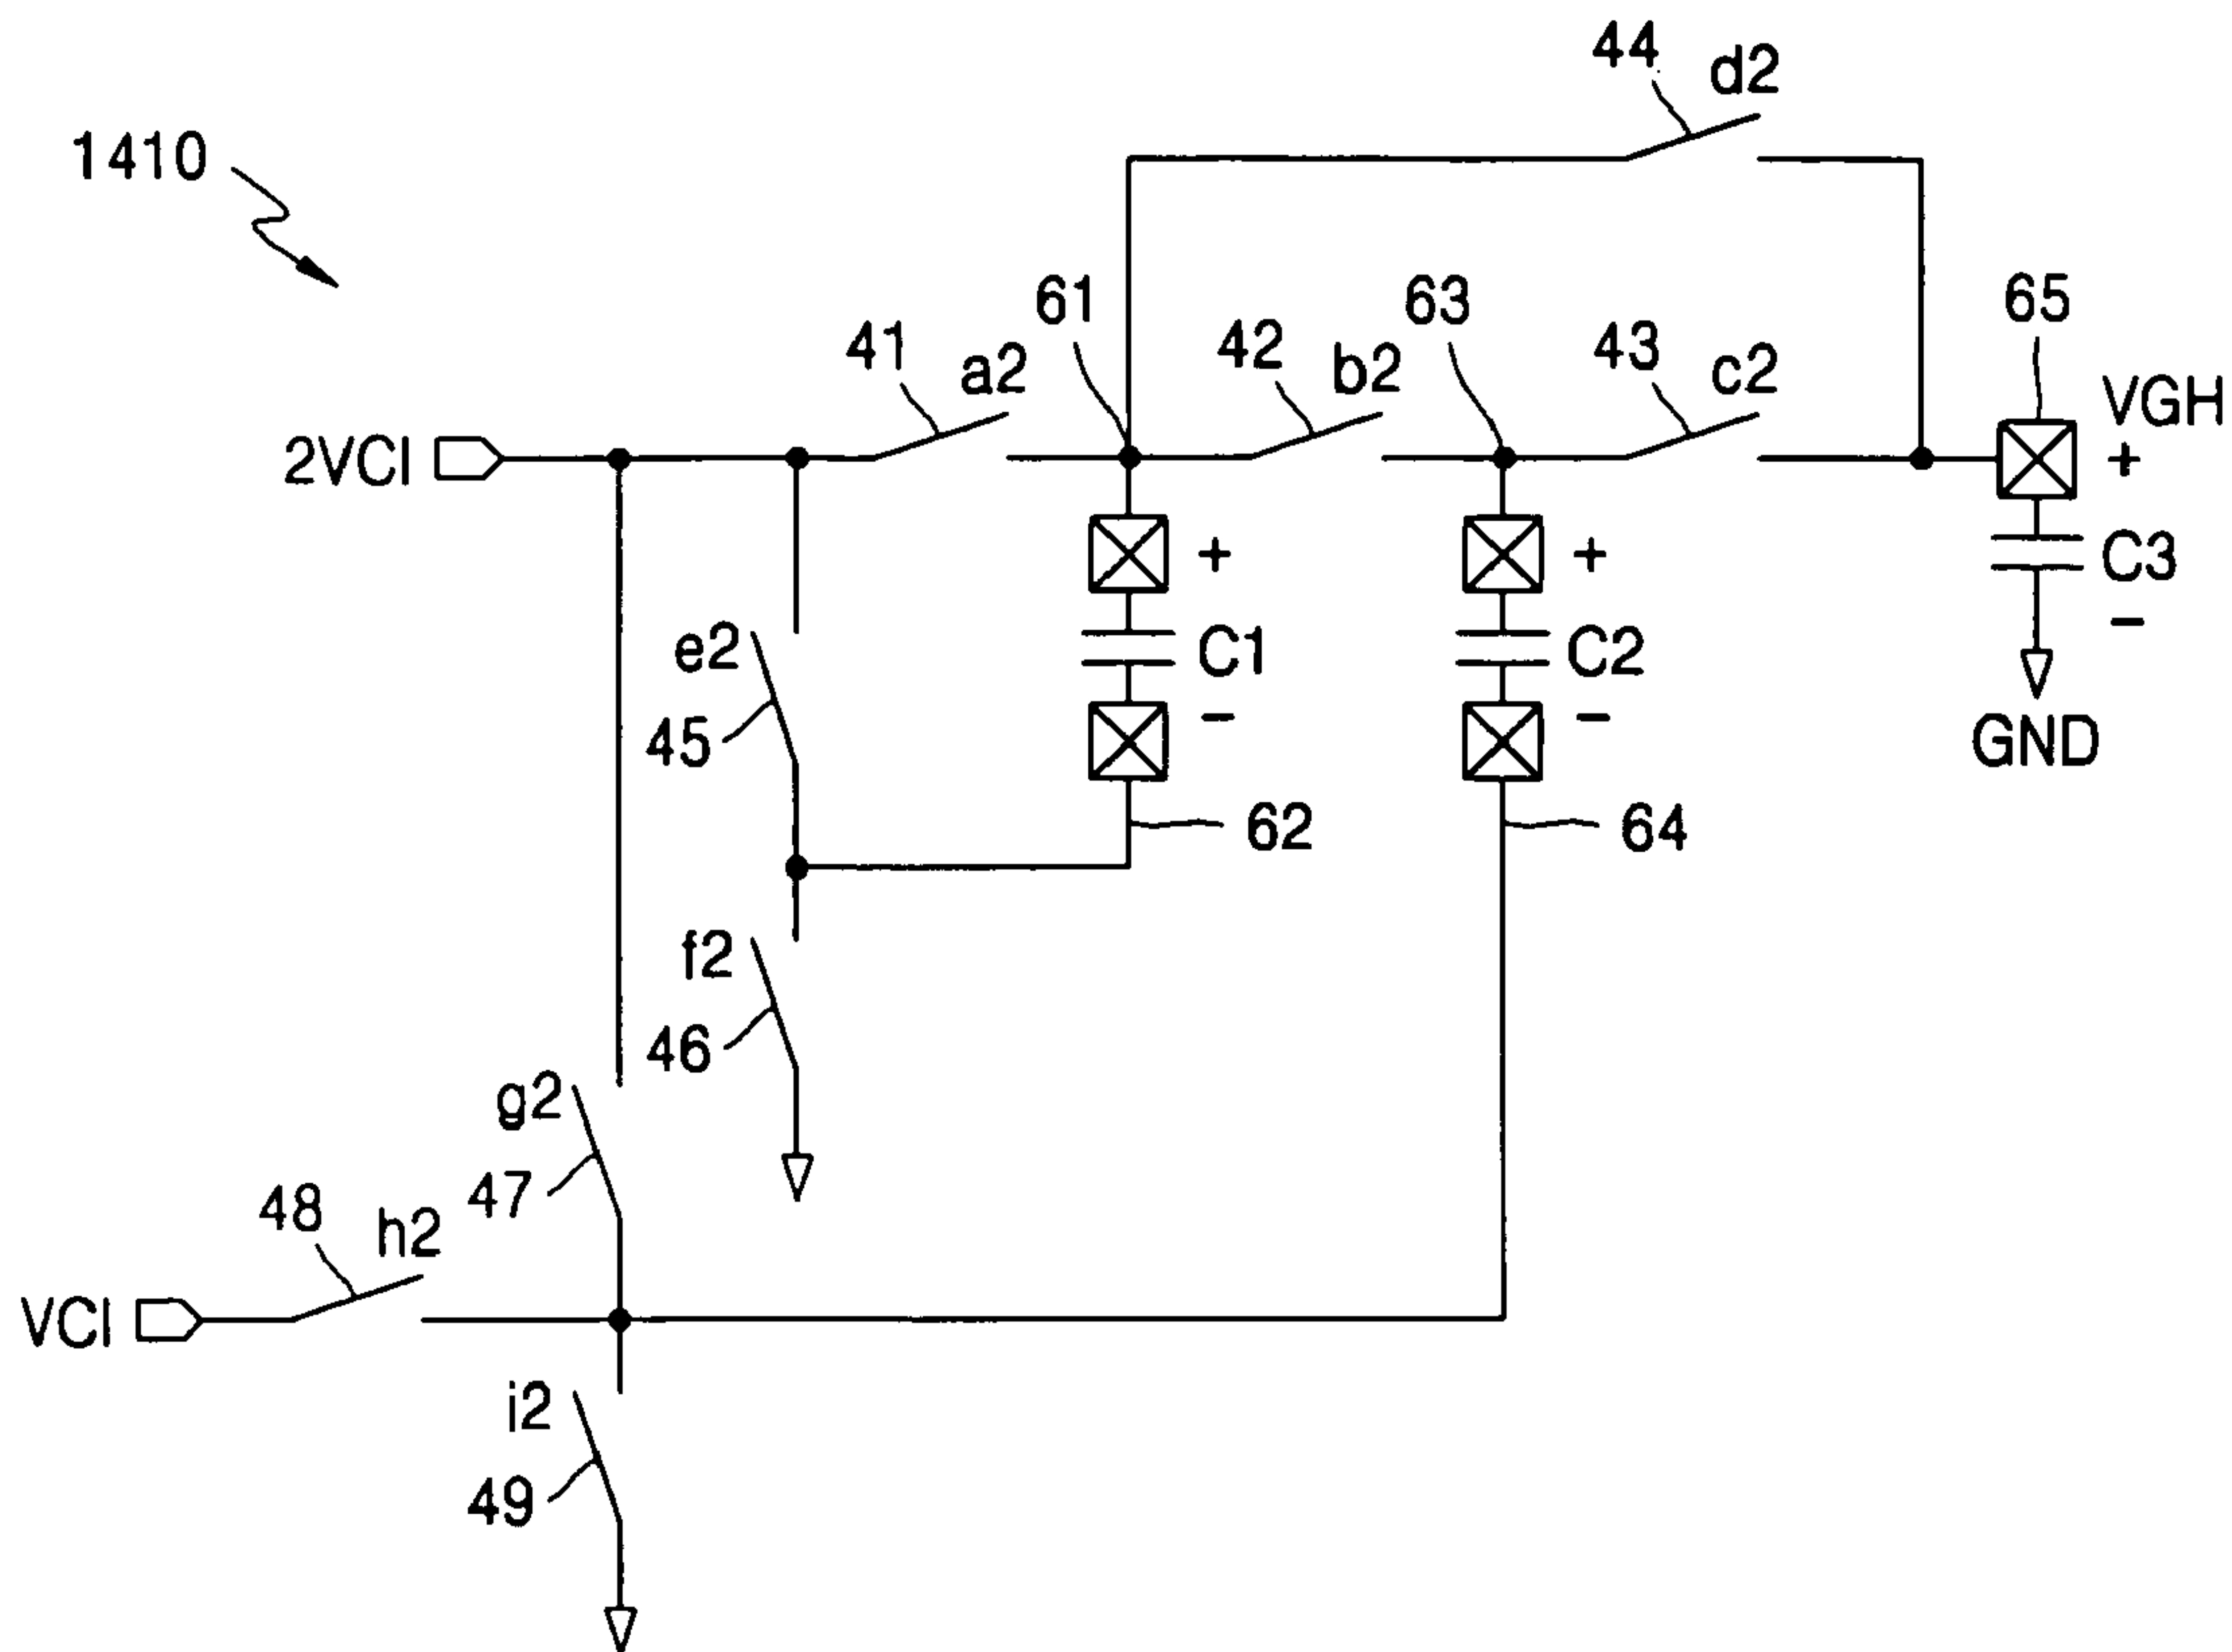 44
d2
1410
61
63
65
41
a2
42
b2
43
c2
VGH
2VCI
+
+
+
C3
e2
C1
C2
-
45
-
-
GND
62
64
f2
46
g2
47
48
h2
VCI
i2
49